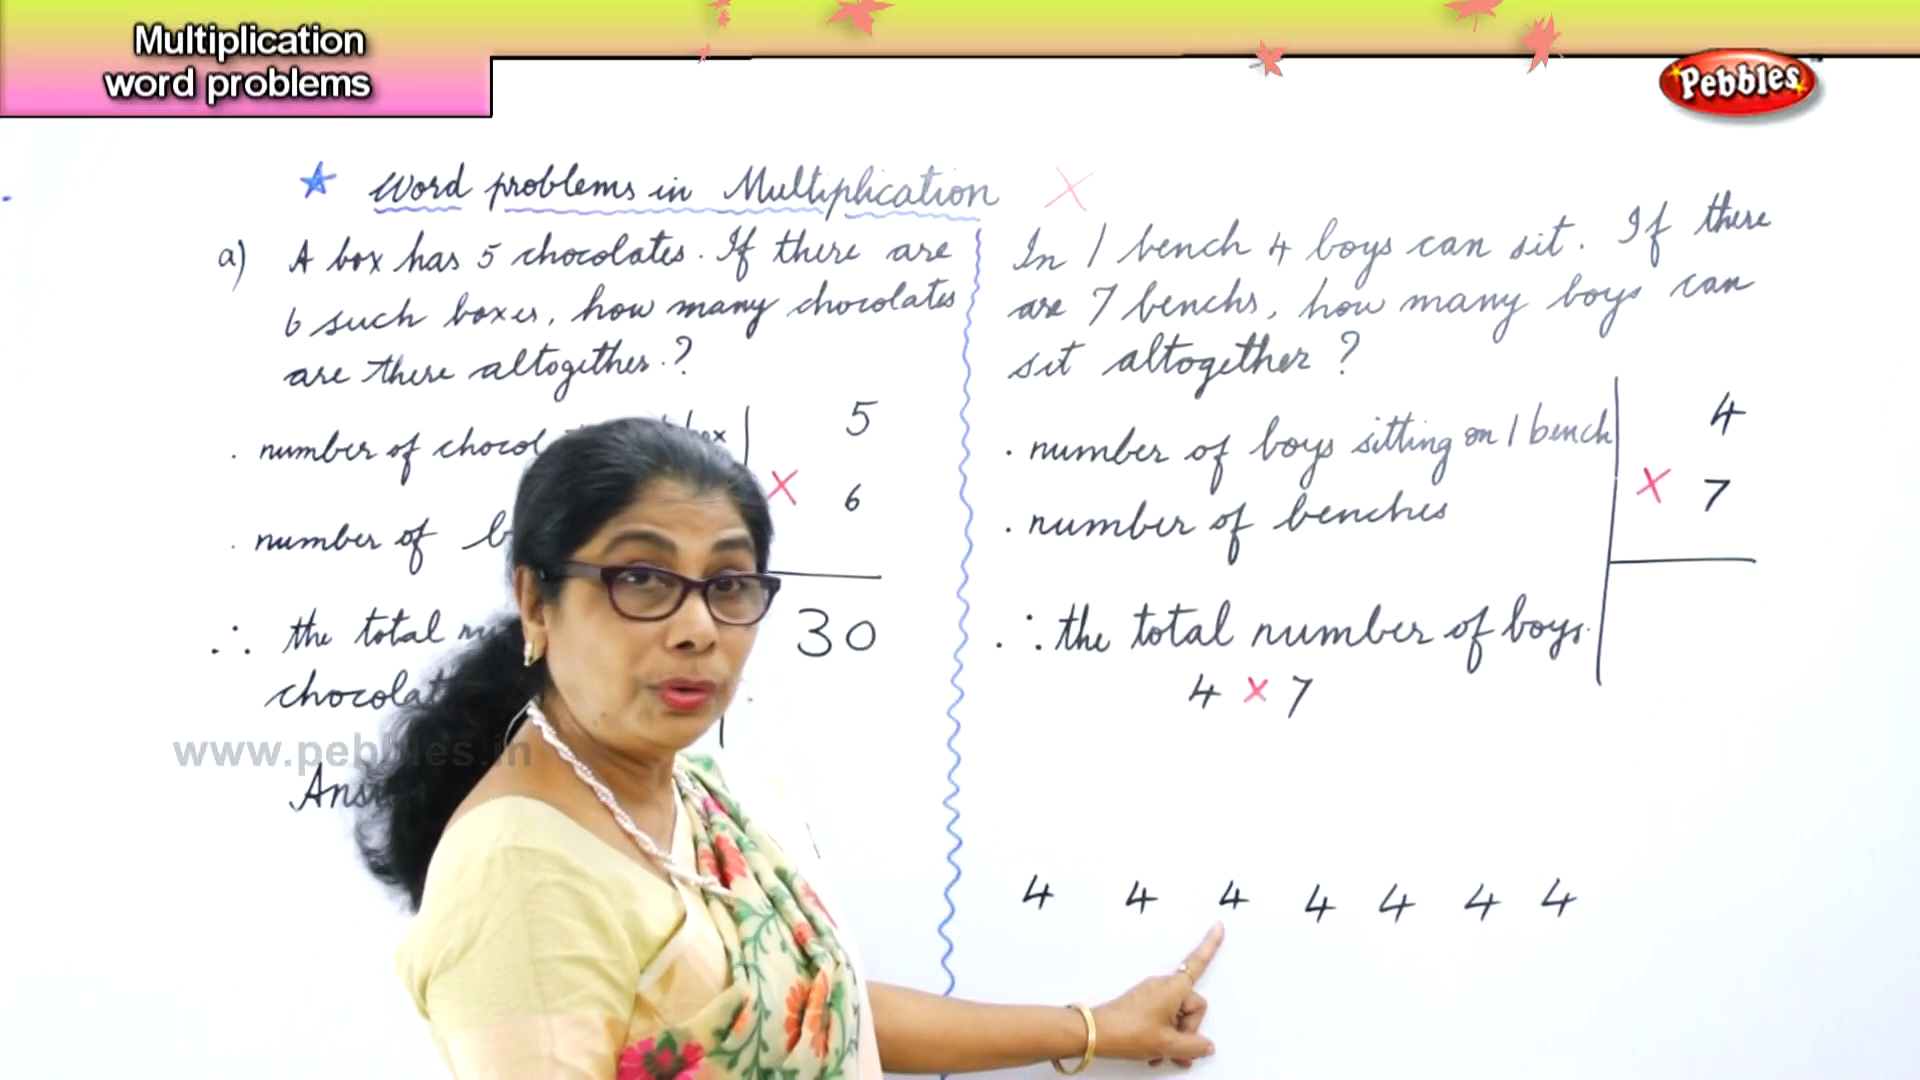 Multiplication
word problems
Pebbles
Word problems in Multiplication ×
a) A box has 5 chocolates. If there are
6 such boxes, how many chocolates
are there altogether.?
. number of
5
. number of
× 6
∴ the total
30
www.pebbles.in
In 1 bench 4 boys can sit. If there
are 7 benchs, how many boys can
sit altogether?
. number of boys sitting on 1 bench
4
. number of benches
× 7
∴ the total number of boys.
4 × 7
4 4 4 4 4 4 4